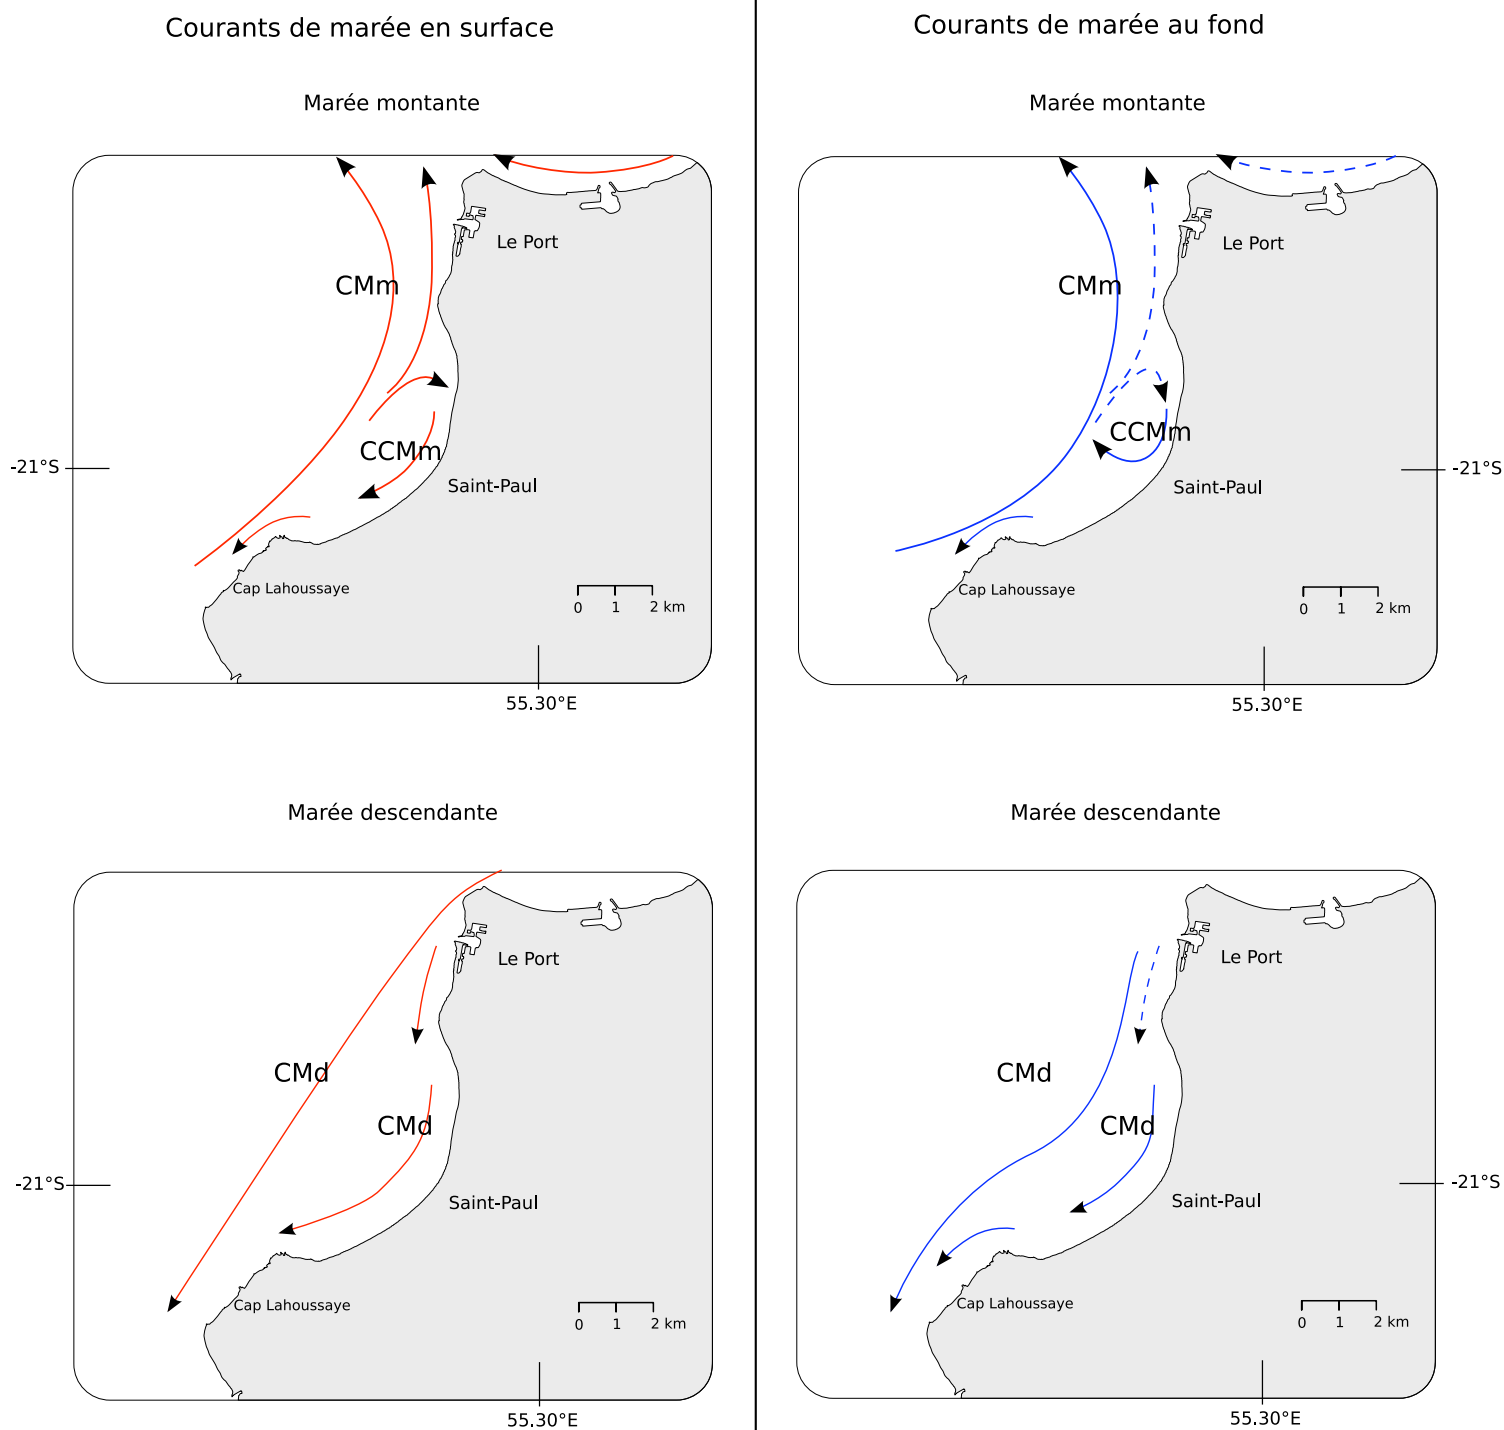 Courants de marée en surface
Marée montante
Le Port
CMm
CCMm
-21°S
Saint-Paul
Cap Lahoussaye
0 1 2 km
55.30°E
Marée descendante
Le Port
CMd
CMd
-21°S
Saint-Paul
Cap Lahoussaye
0 1 2 km
55.30°E
Courants de marée au fond
Marée montante
Le Port
CMm
CCMm
-21°S
Saint-Paul
Cap Lahoussaye
0 1 2 km
55.30°E
Marée descendante
Le Port
CMd
CMd
-21°S
Saint-Paul
Cap Lahoussaye
0 1 2 km
55.30°E